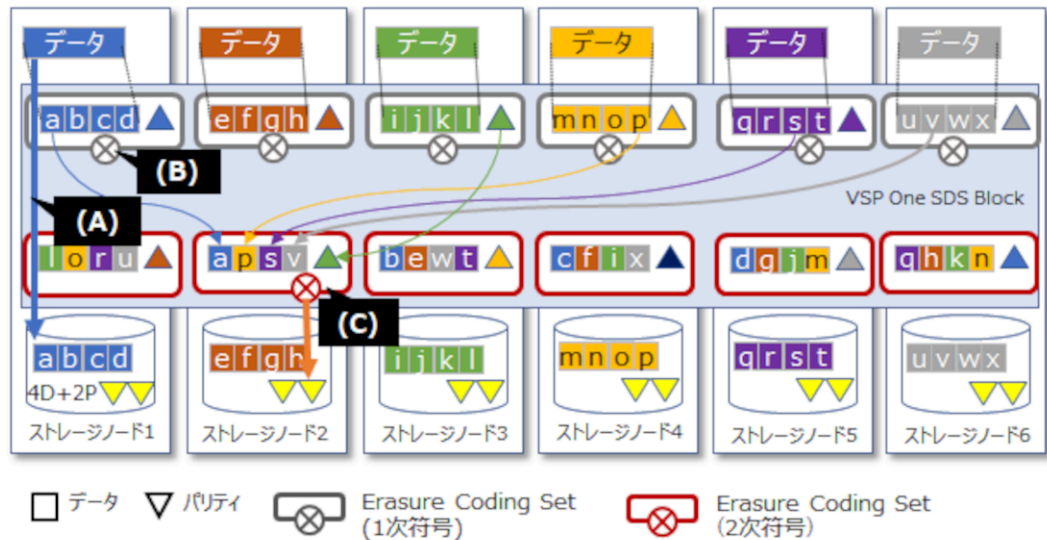 データ データ データ データ データ データ
abcd efgh ijkl mnop qrst uvwx
(B)
(A)
VSP One SDS Block
loru apsv bewt cfix dgjm qhkn
(C)
abcd efgh ijkl mnop qrst uvwx
4D+2P
ストレージノード1 ストレージノード2 ストレージノード3 ストレージノード4 ストレージノード5 ストレージノード6
データ パリティ Erasure Coding Set Erasure Coding Set
(1次符号) (2次符号)